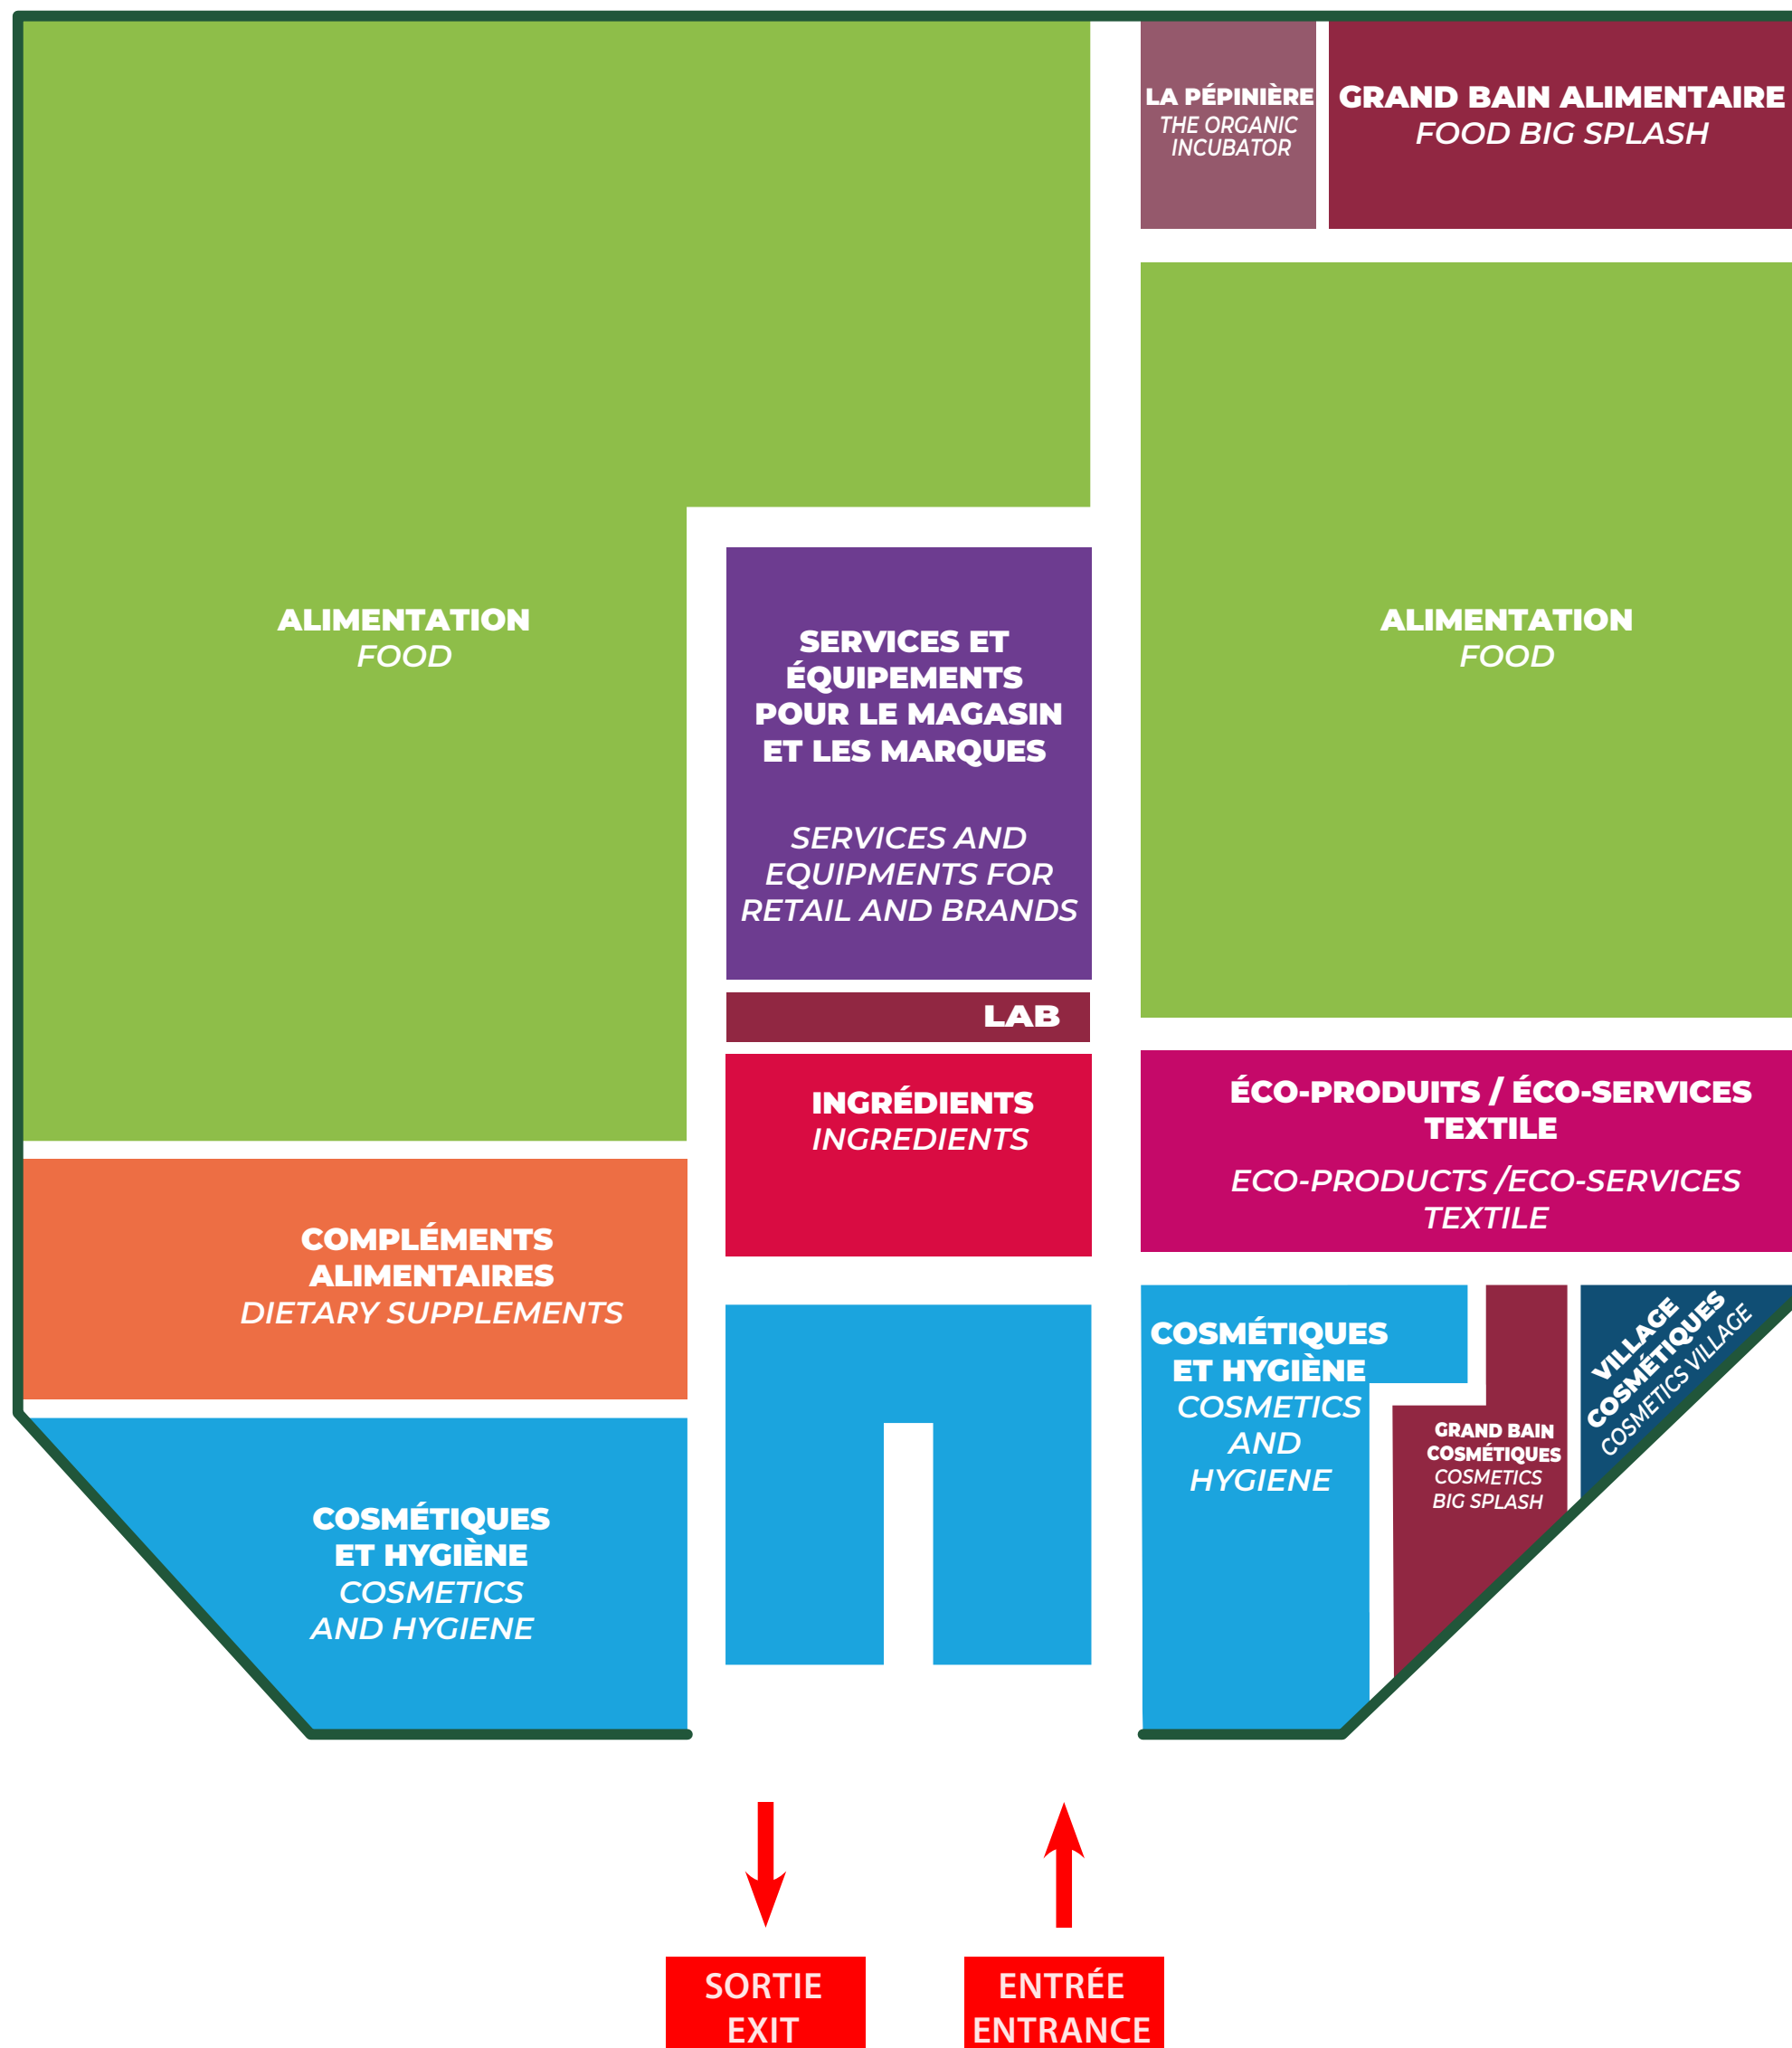 LA PÉPINIÈRE
THE ORGANIC
INCUBATOR
GRAND BAIN ALIMENTAIRE
FOOD BIG SPLASH
ALIMENTATION
FOOD
SERVICES ET
ÉQUIPEMENTS
POUR LE MAGASIN
ET LES MARQUES
SERVICES AND
EQUIPMENTS FOR
RETAIL AND BRANDS
ALIMENTATION
FOOD
LAB
INGRÉDIENTS
INGREDIENTS
ÉCO-PRODUITS / ÉCO-SERVICES
TEXTILE
ECO-PRODUCTS /ECO-SERVICES
TEXTILE
COMPLÉMENTS
ALIMENTAIRES
DIETARY SUPPLEMENTS
COSMÉTIQUES
ET HYGIÈNE
COSMETICS
AND
HYGIENE
VILLAGE
COSMÉTIQUES
COSMETICS VILLAGE
GRAND BAIN
COSMÉTIQUES
COSMETICS
BIG SPLASH
COSMÉTIQUES
ET HYGIÈNE
COSMETICS
AND HYGIENE
SORTIE
EXIT
ENTRÉE
ENTRANCE